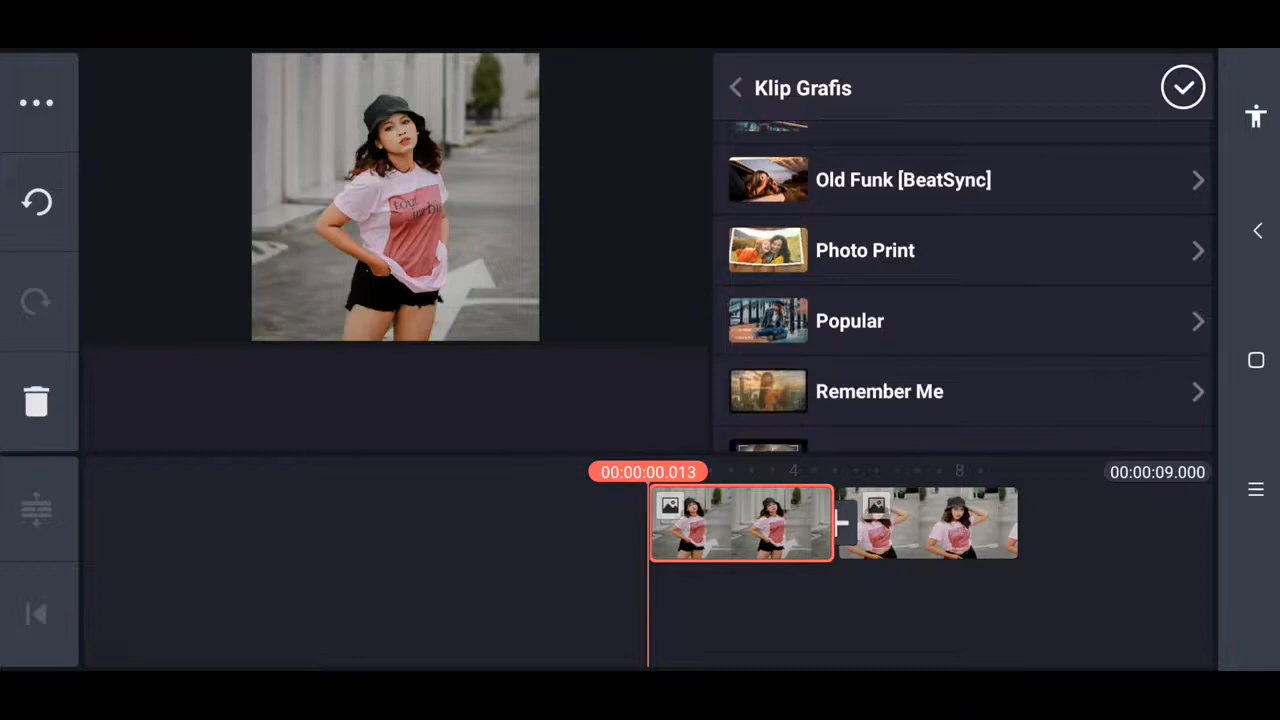 Klip Grafis
Old Funk [BeatSync]
Photo Print
Popular
Remember Me
00:00:00.013
4
8
00:00:09.000